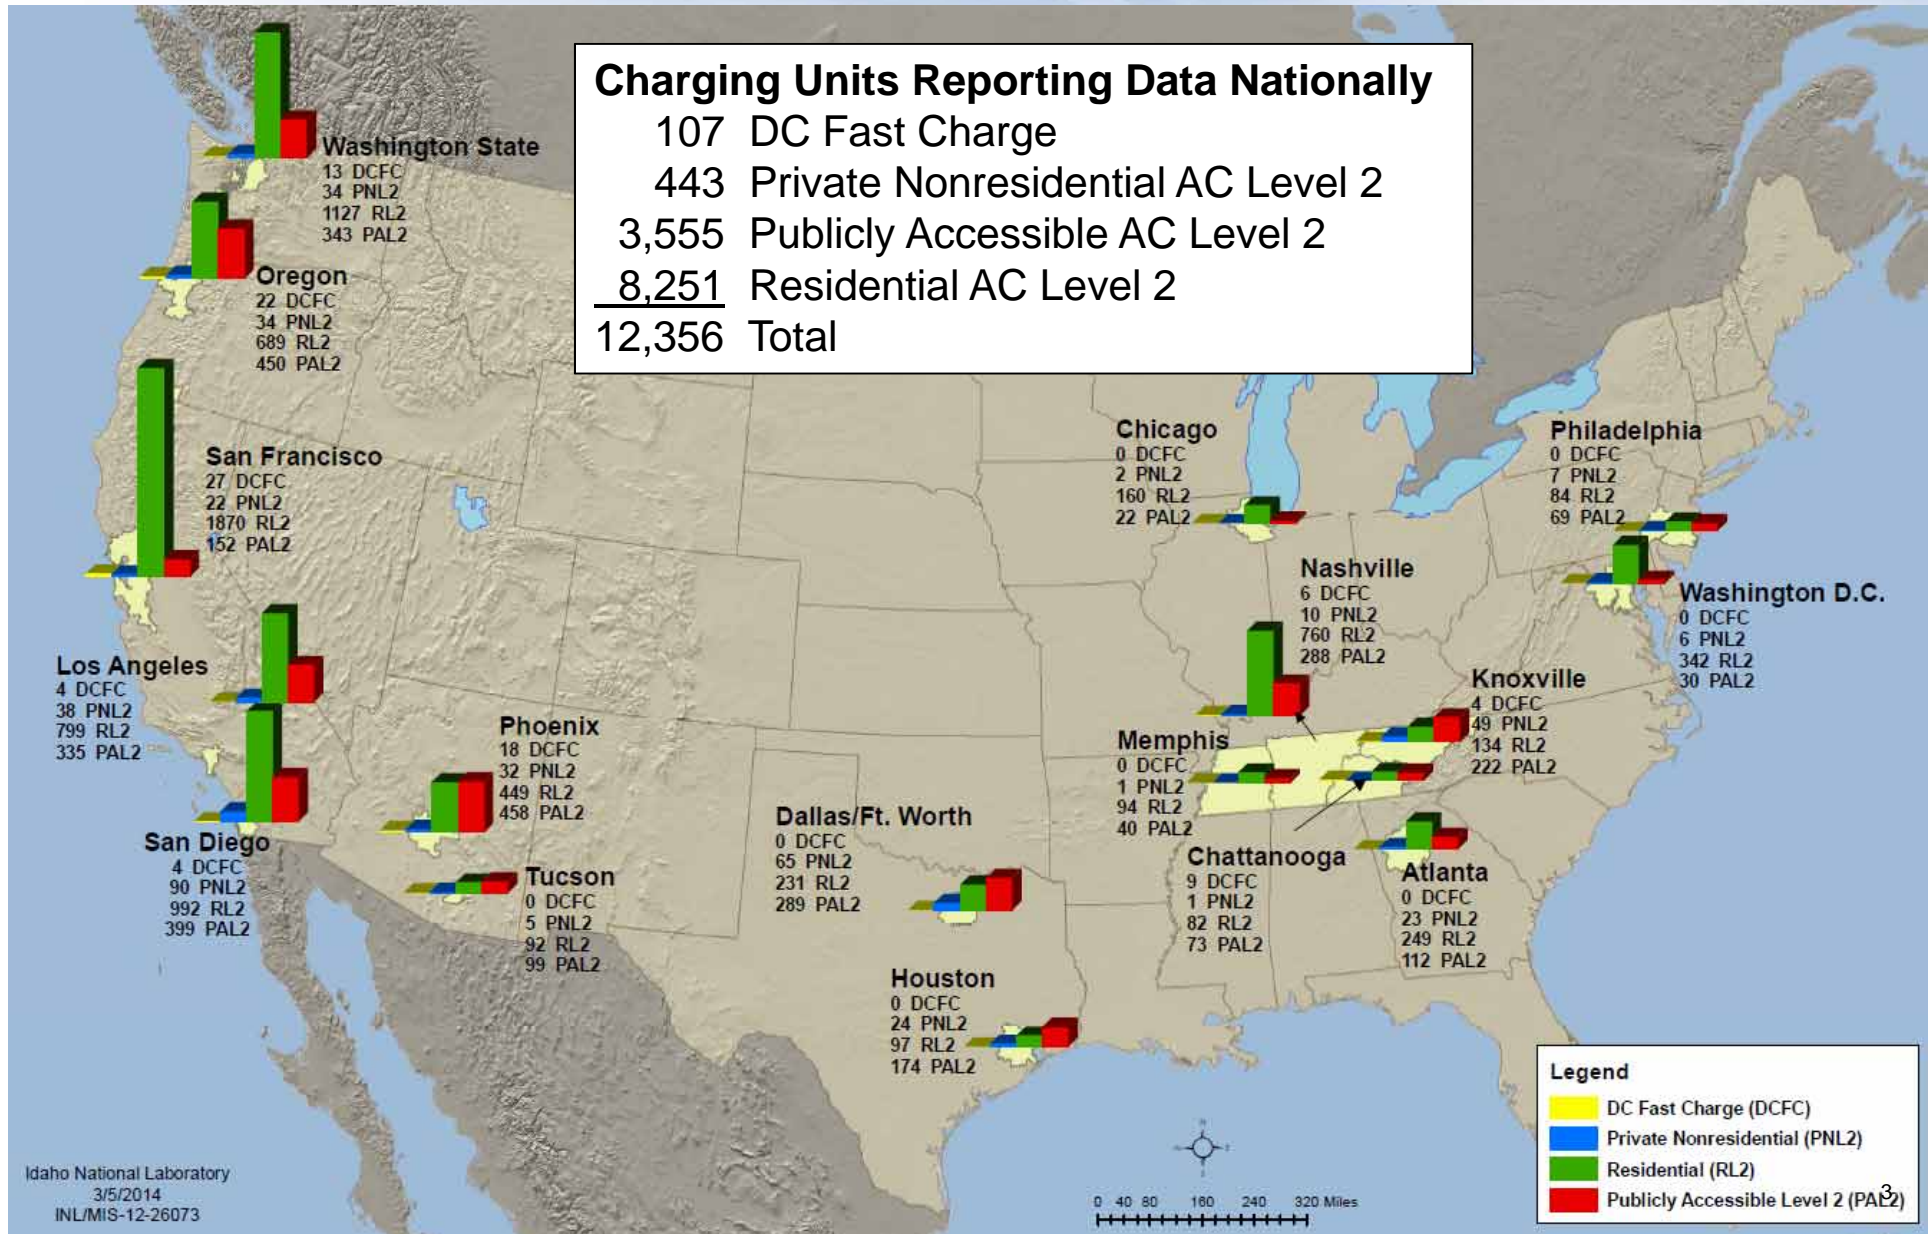 Charging Units Reporting Data Nationally
107 DC Fast Charge
443 Private Nonresidential AC Level 2
3,555 Publicly Accessible AC Level 2
8,251 Residential AC Level 2
12,356 Total
Washington State
13 DCFC
34 PNL2
1127 RL2
343 PAL2
Oregon
22 DCFC
34 PNL2
689 RL2
450 PAL2
San Francisco
27 DCFC
22 PNL2
1870 RL2
152 PAL2
Los Angeles
4 DCFC
38 PNL2
799 RL2
335 PAL2
San Diego
4 DCFC
90 PNL2
992 RL2
399 PAL2
Phoenix
18 DCFC
32 PNL2
449 RL2
458 PAL2
Tucson
0 DCFC
5 PNL2
92 RL2
99 PAL2
Dallas/Ft. Worth
0 DCFC
65 PNL2
231 RL2
289 PAL2
Houston
0 DCFC
24 PNL2
97 RL2
174 PAL2
Chicago
0 DCFC
2 PNL2
160 RL2
22 PAL2
Nashville
6 DCFC
10 PNL2
760 RL2
288 PAL2
Memphis
0 DCFC
1 PNL2
94 RL2
40 PAL2
Knoxville
4 DCFC
49 PNL2
134 RL2
222 PAL2
Chattanooga
9 DCFC
1 PNL2
82 RL2
73 PAL2
Atlanta
0 DCFC
23 PNL2
249 RL2
112 PAL2
Philadelphia
0 DCFC
7 PNL2
84 RL2
69 PAL2
Washington D.C.
0 DCFC
6 PNL2
342 RL2
30 PAL2
Idaho National Laboratory
3/5/2014
INL/MIS-12-26073
0 40 80 160 240 320 Miles
Legend
DC Fast Charge (DCFC)
Private Nonresidential (PNL2)
Residential (RL2)
Publicly Accessible Level 2 (PAL2)
3